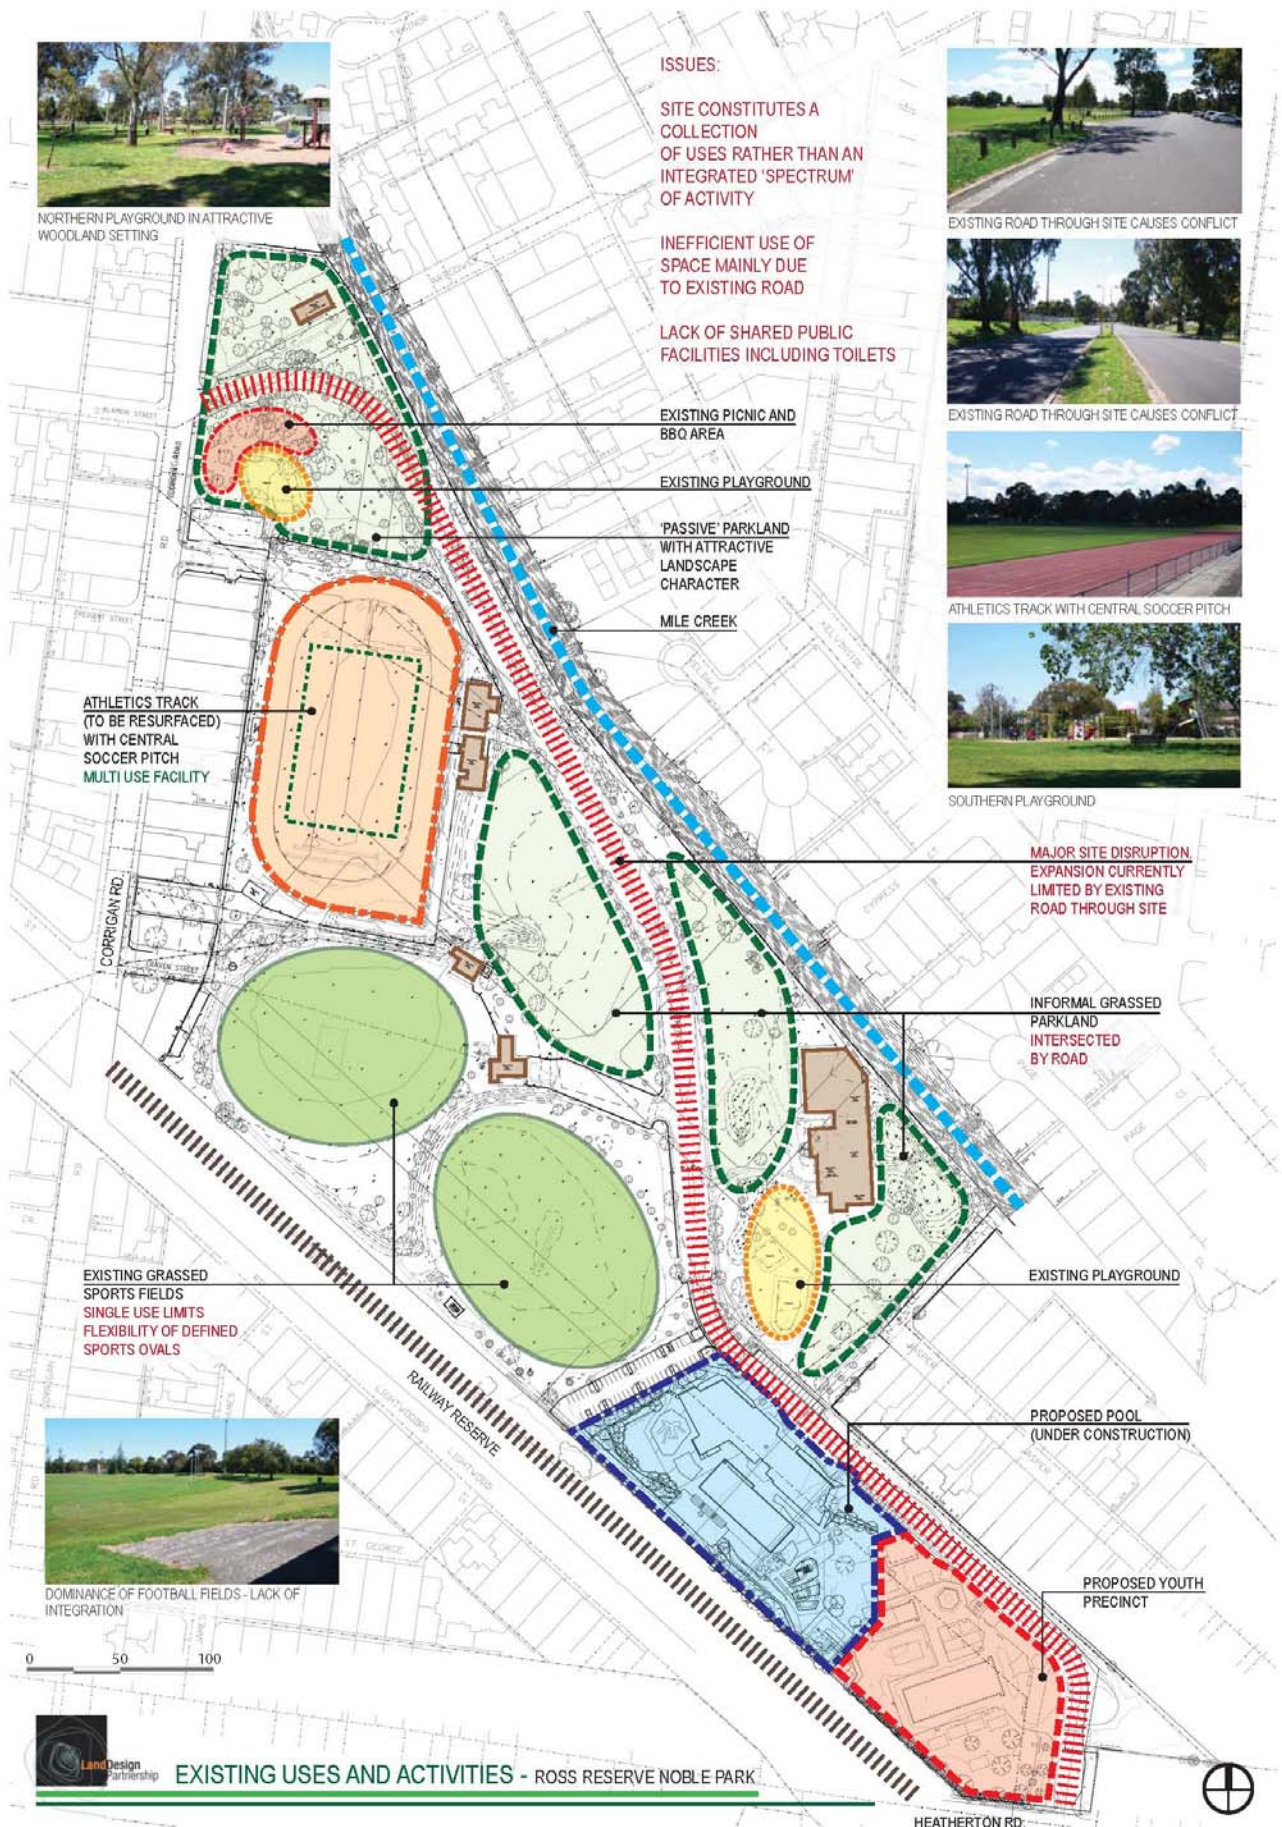 ISSUES:
SITE CONSTITUTES A
COLLECTION
OF USES RATHER THAN AN
INTEGRATED 'SPECTRUM'
OF ACTIVITY
INEFFICIENT USE OF
SPACE MAINLY DUE
TO EXISTING ROAD
LACK OF SHARED PUBLIC
FACILITIES INCLUDING TOILETS
NORTHERN PLAYGROUND IN ATTRACTIVE
WOODLAND SETTING
EXISTING ROAD THROUGH SITE CAUSES CONFLICT
EXISTING ROAD THROUGH SITE CAUSES CONFLICT
ATHLETICS TRACK WITH CENTRAL SOCCER PITCH
SOUTHERN PLAYGROUND
EXISTING PICNIC AND
BBQ AREA
EXISTING PLAYGROUND
'PASSIVE' PARKLAND
WITH ATTRACTIVE
LANDSCAPE
CHARACTER
MILE CREEK
ATHLETICS TRACK
(TO BE RESURFACED)
WITH CENTRAL
SOCCER PITCH
MULTI USE FACILITY
MAJOR SITE DISRUPTION.
EXPANSION CURRENTLY
LIMITED BY EXISTING
ROAD THROUGH SITE
CORRIGAN RD.
INFORMAL GRASSED
PARKLAND
INTERSECTED
BY ROAD
EXISTING GRASSED
SPORTS FIELDS
SINGLE USE LIMITS
FLEXIBILITY OF DEFINED
SPORTS OVALS
EXISTING PLAYGROUND
RAILWAY RESERVE
PROPOSED POOL
(UNDER CONSTRUCTION)
PROPOSED YOUTH
PRECINCT
DOMINANCE OF FOOTBALL FIELDS - LACK OF
INTEGRATION
ST GEORGE
RD
RD
0 50 100
LandDesign
Partnership
EXISTING USES AND ACTIVITIES - ROSS RESERVE NOBLE PARK
HEATHERTON RD.